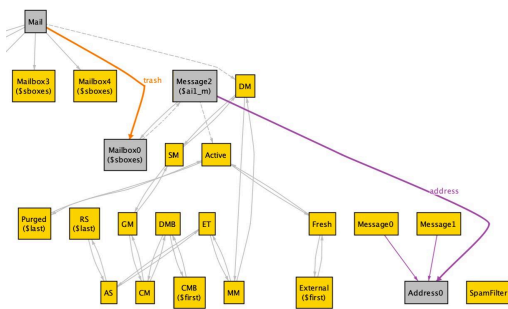 Mail
trash
Mailbox3
($sboxes)
Mailbox4
($sboxes)
Message2
($ai1_m)
DM
Mailbox0
($sboxes)
SM
Active
address
Purged
($last)
RS
($last)
GM
DMB
ET
Fresh
Message0
Message1
AS
CM
CMB
($first)
MM
External
($first)
Address0
SpamFilter